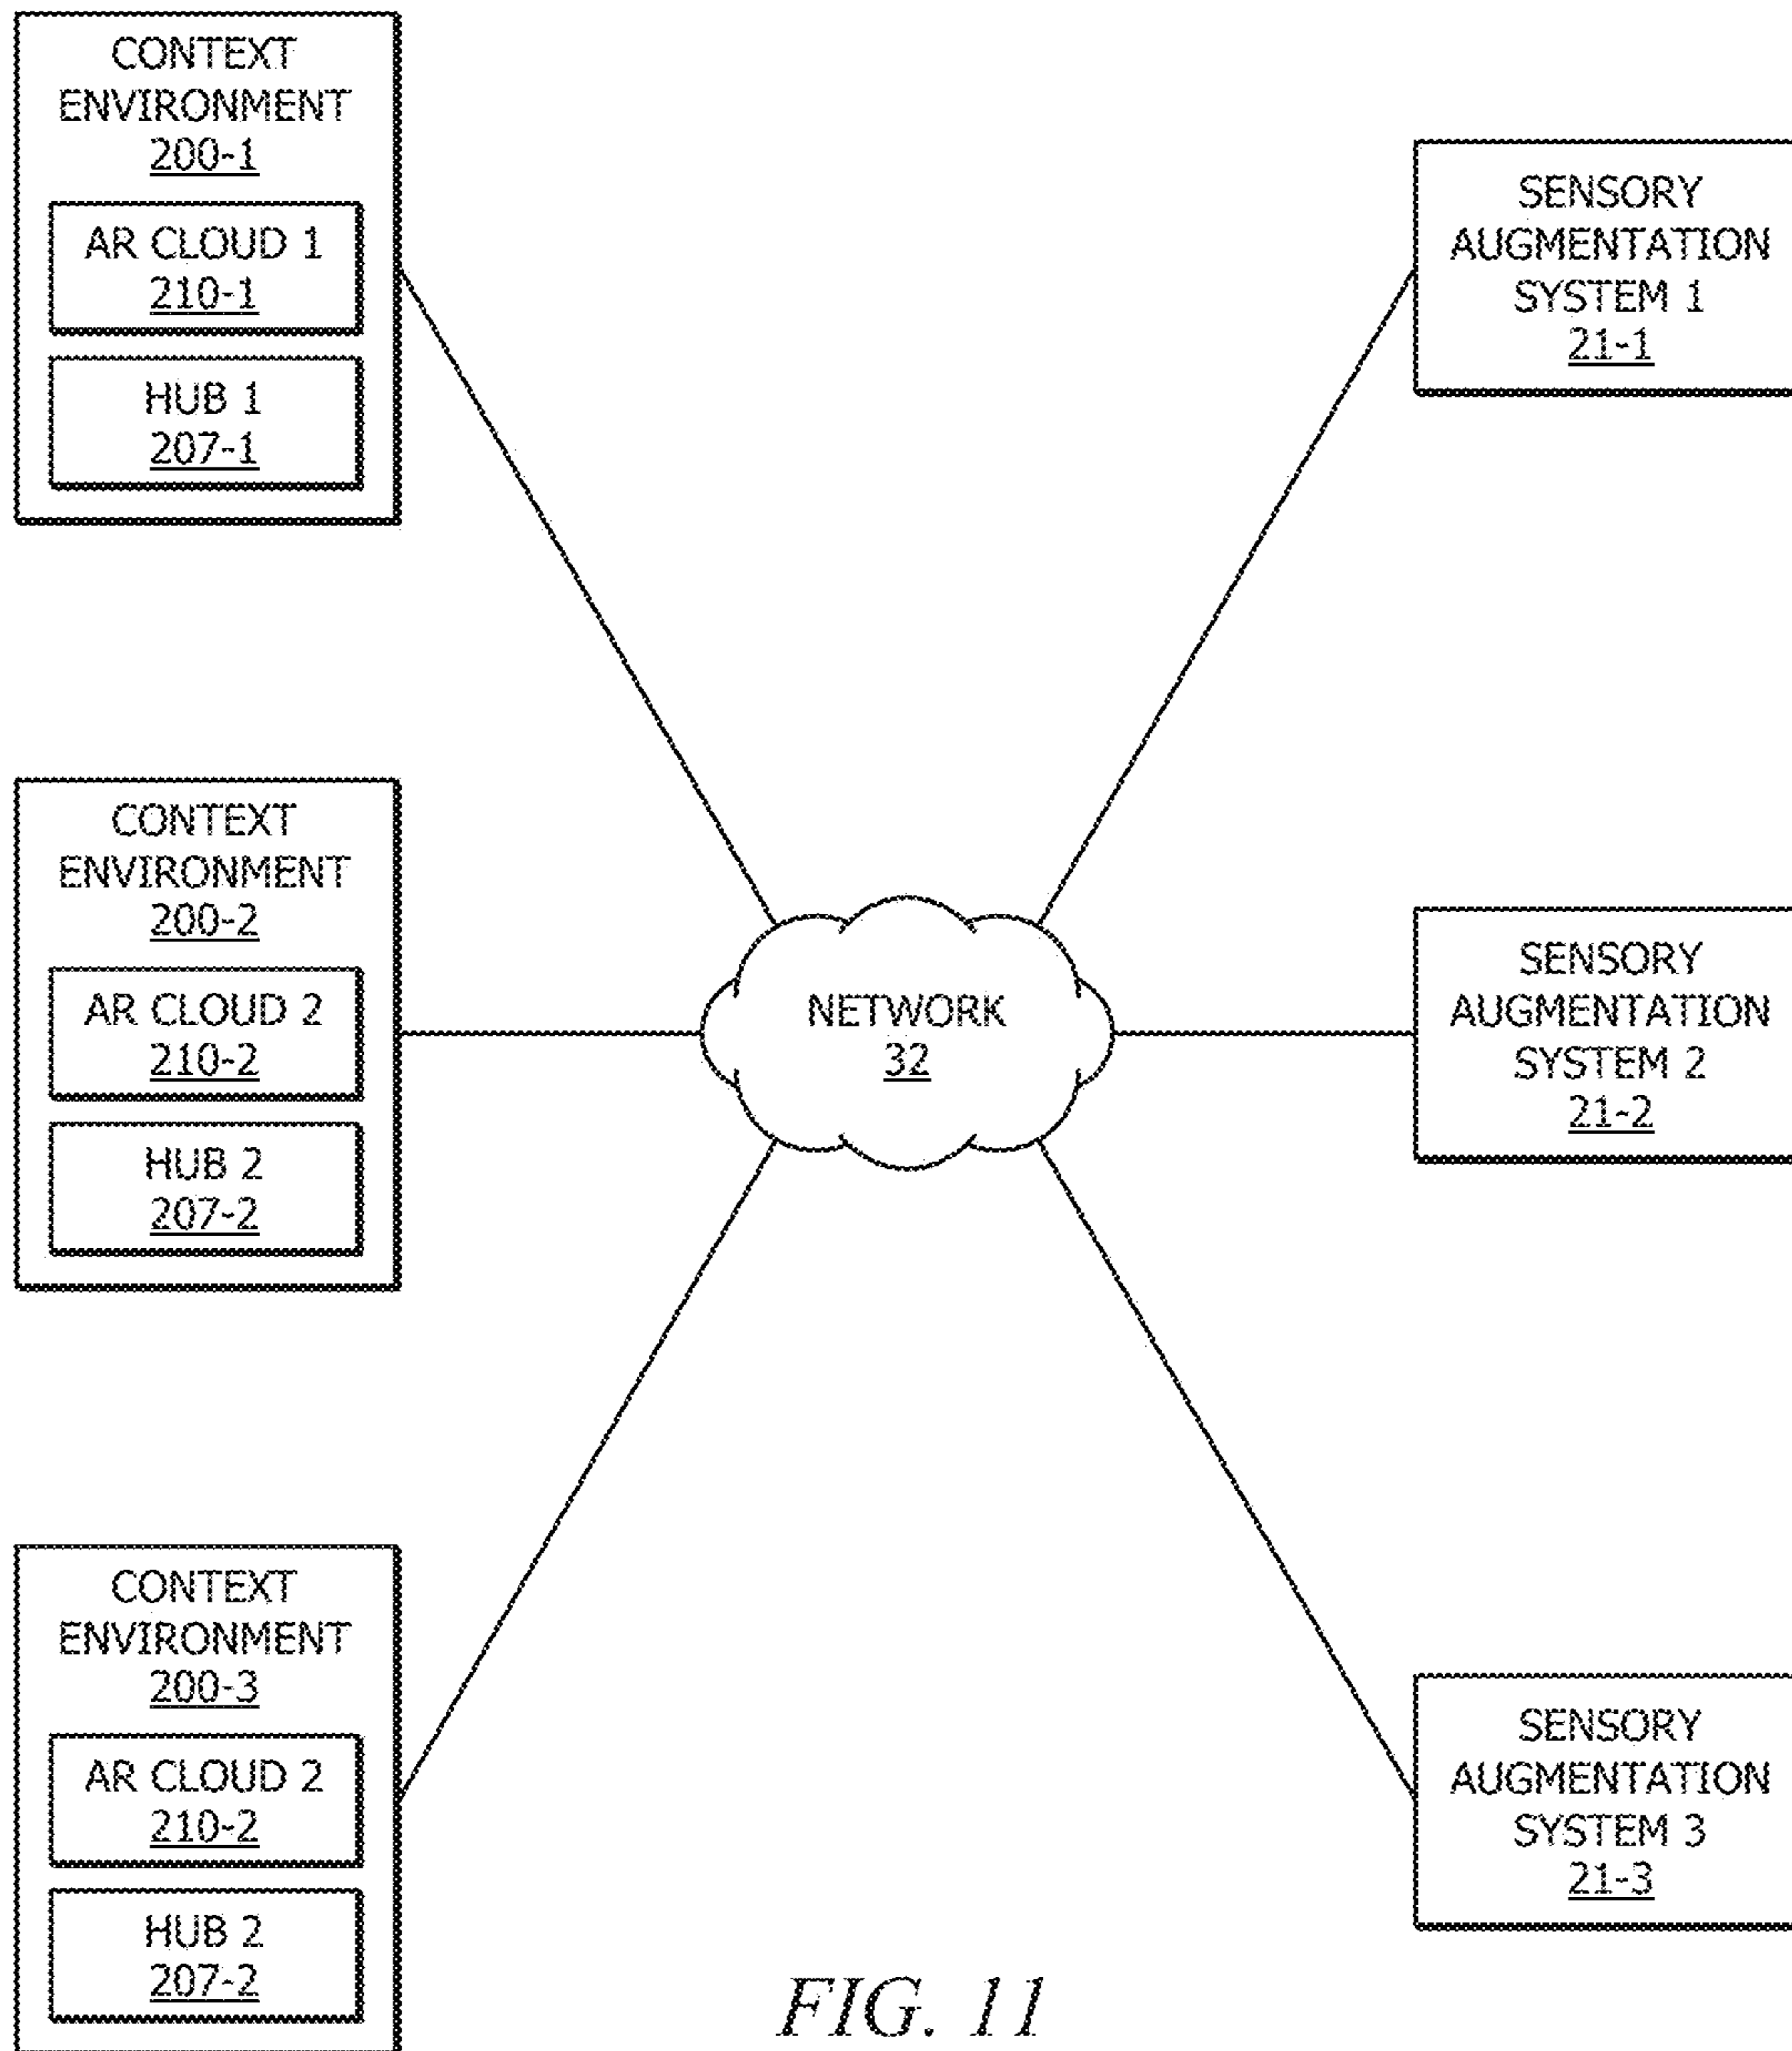 CONTEXT
ENVIRONMENT
200-1
AR CLOUD 1
210-1
HUB 1
207-1
SENSORY
AUGMENTATION
SYSTEM 1
21-1
CONTEXT
ENVIRONMENT
200-2
AR CLOUD 2
210-2
HUB 2
207-2
NETWORK
32
SENSORY
AUGMENTATION
SYSTEM 2
21-2
CONTEXT
ENVIRONMENT
200-3
AR CLOUD 2
210-2
HUB 2
207-2
SENSORY
AUGMENTATION
SYSTEM 3
21-3
FIG. 11